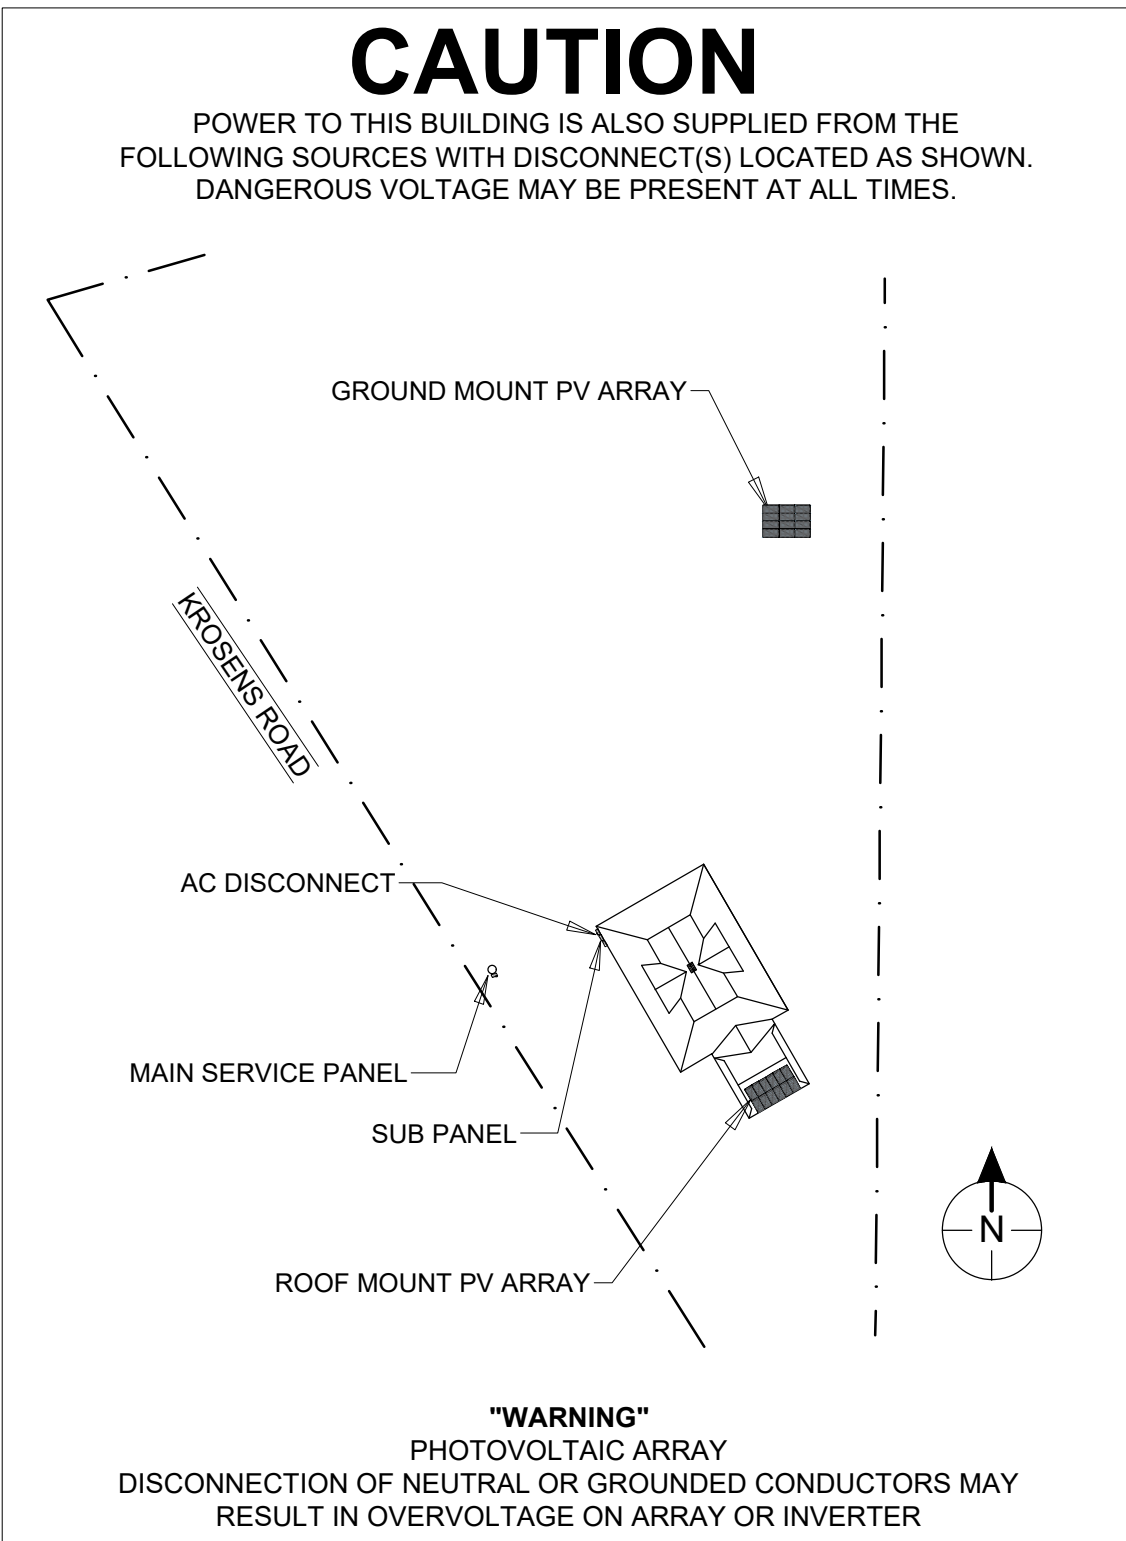 CAUTION
POWER TO THIS BUILDING IS ALSO SUPPLIED FROM THE
FOLLOWING SOURCES WITH DISCONNECT(S) LOCATED AS SHOWN.
DANGEROUS VOLTAGE MAY BE PRESENT AT ALL TIMES.
GROUND MOUNT PV ARRAY
KROSENS ROAD
AC DISCONNECT
MAIN SERVICE PANEL
SUB PANEL
N
ROOF MOUNT PV ARRAY
"WARNING"
PHOTOVOLTAIC ARRAY
DISCONNECTION OF NEUTRAL OR GROUNDED CONDUCTORS MAY
RESULT IN OVERVOLTAGE ON ARRAY OR INVERTER